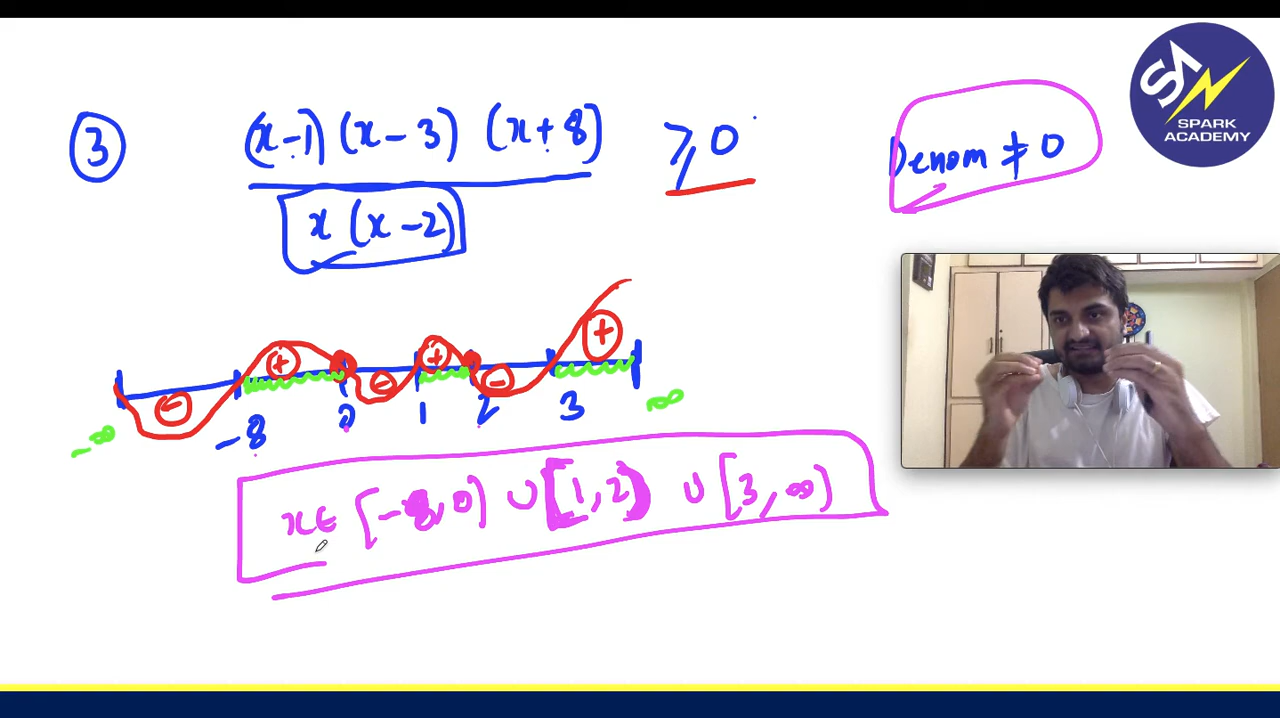 SPARK
ACADEMY
③ (x-1) (x-3) (x+8) ≥ 0
x (x-2)
Denom ≠ 0
+ + +
- - -
-∞ -8 0 1 2 3 ∞
x ∈ [-8, 0) ∪ [1, 2) ∪ [3, ∞)